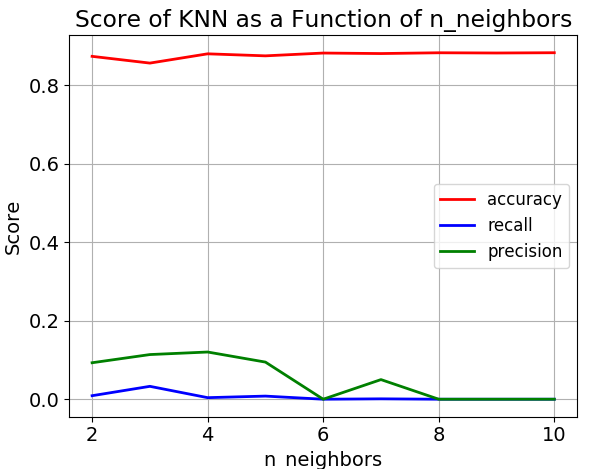 Score of KNN as a Function of n_neighbors
Score
0.8
0.6
0.4
0.2
0.0
accuracy
recall
precision
2 4 6 8 10
n_neighbors